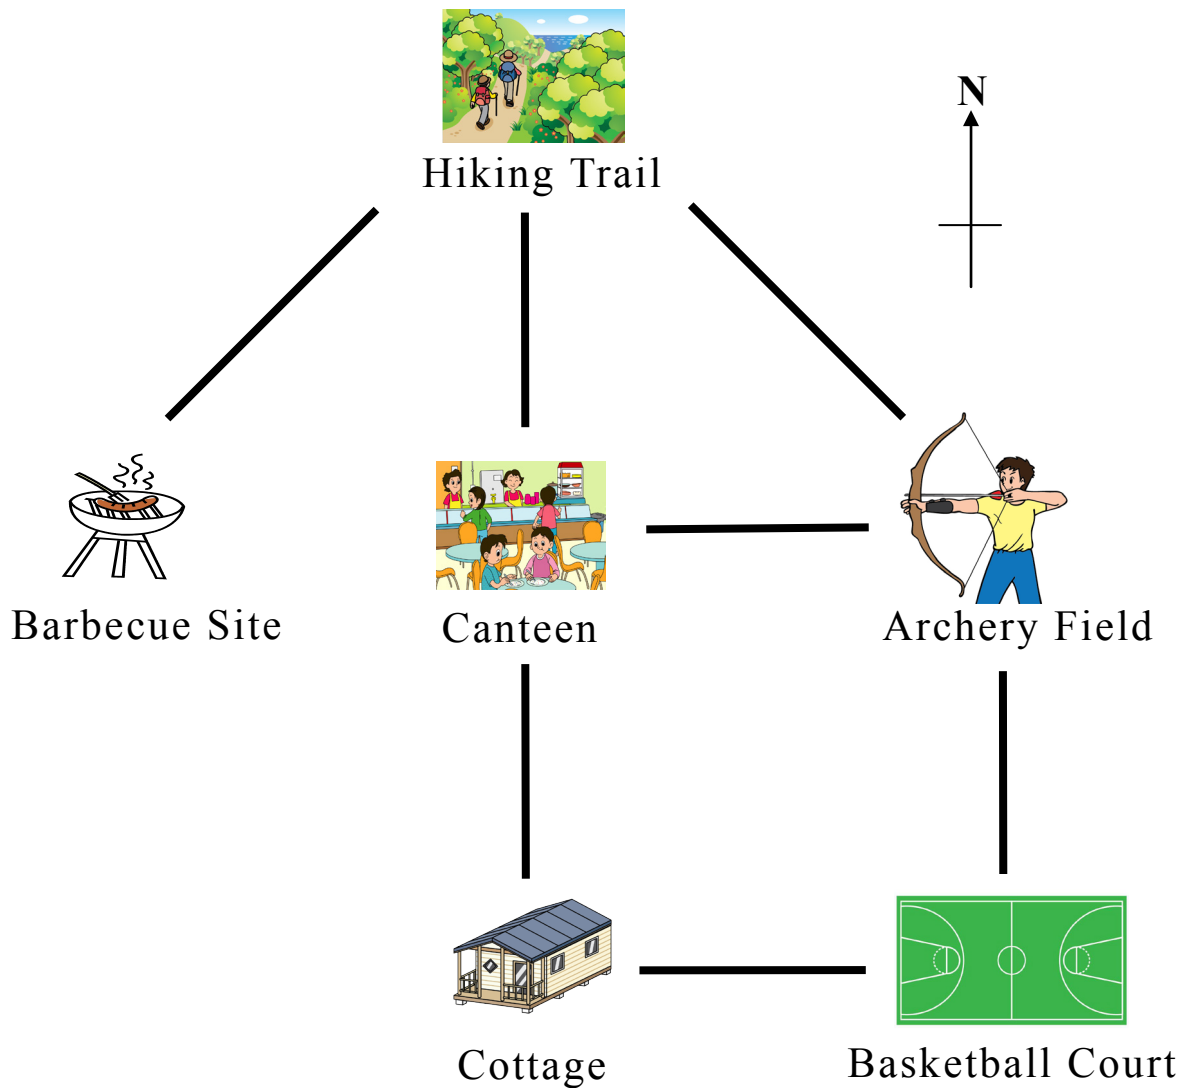 Hiking Trail
N
Barbecue Site
Canteen
Archery Field
Cottage
Basketball Court